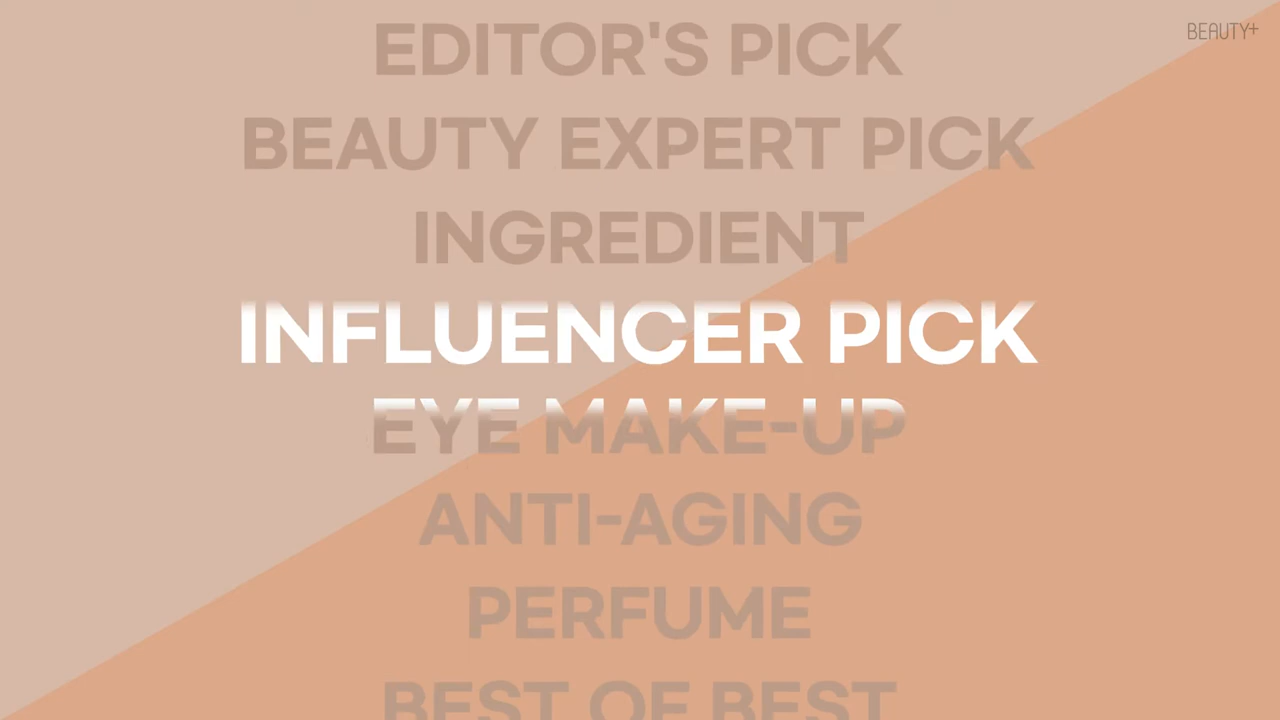 EDITOR'S PICK
BEAUTY+
BEAUTY EXPERT PICK
INGREDIENT
INFLUENCER PICK
EYE MAKE-UP
ANTI-AGING
PERFUME
BEST OF BEST